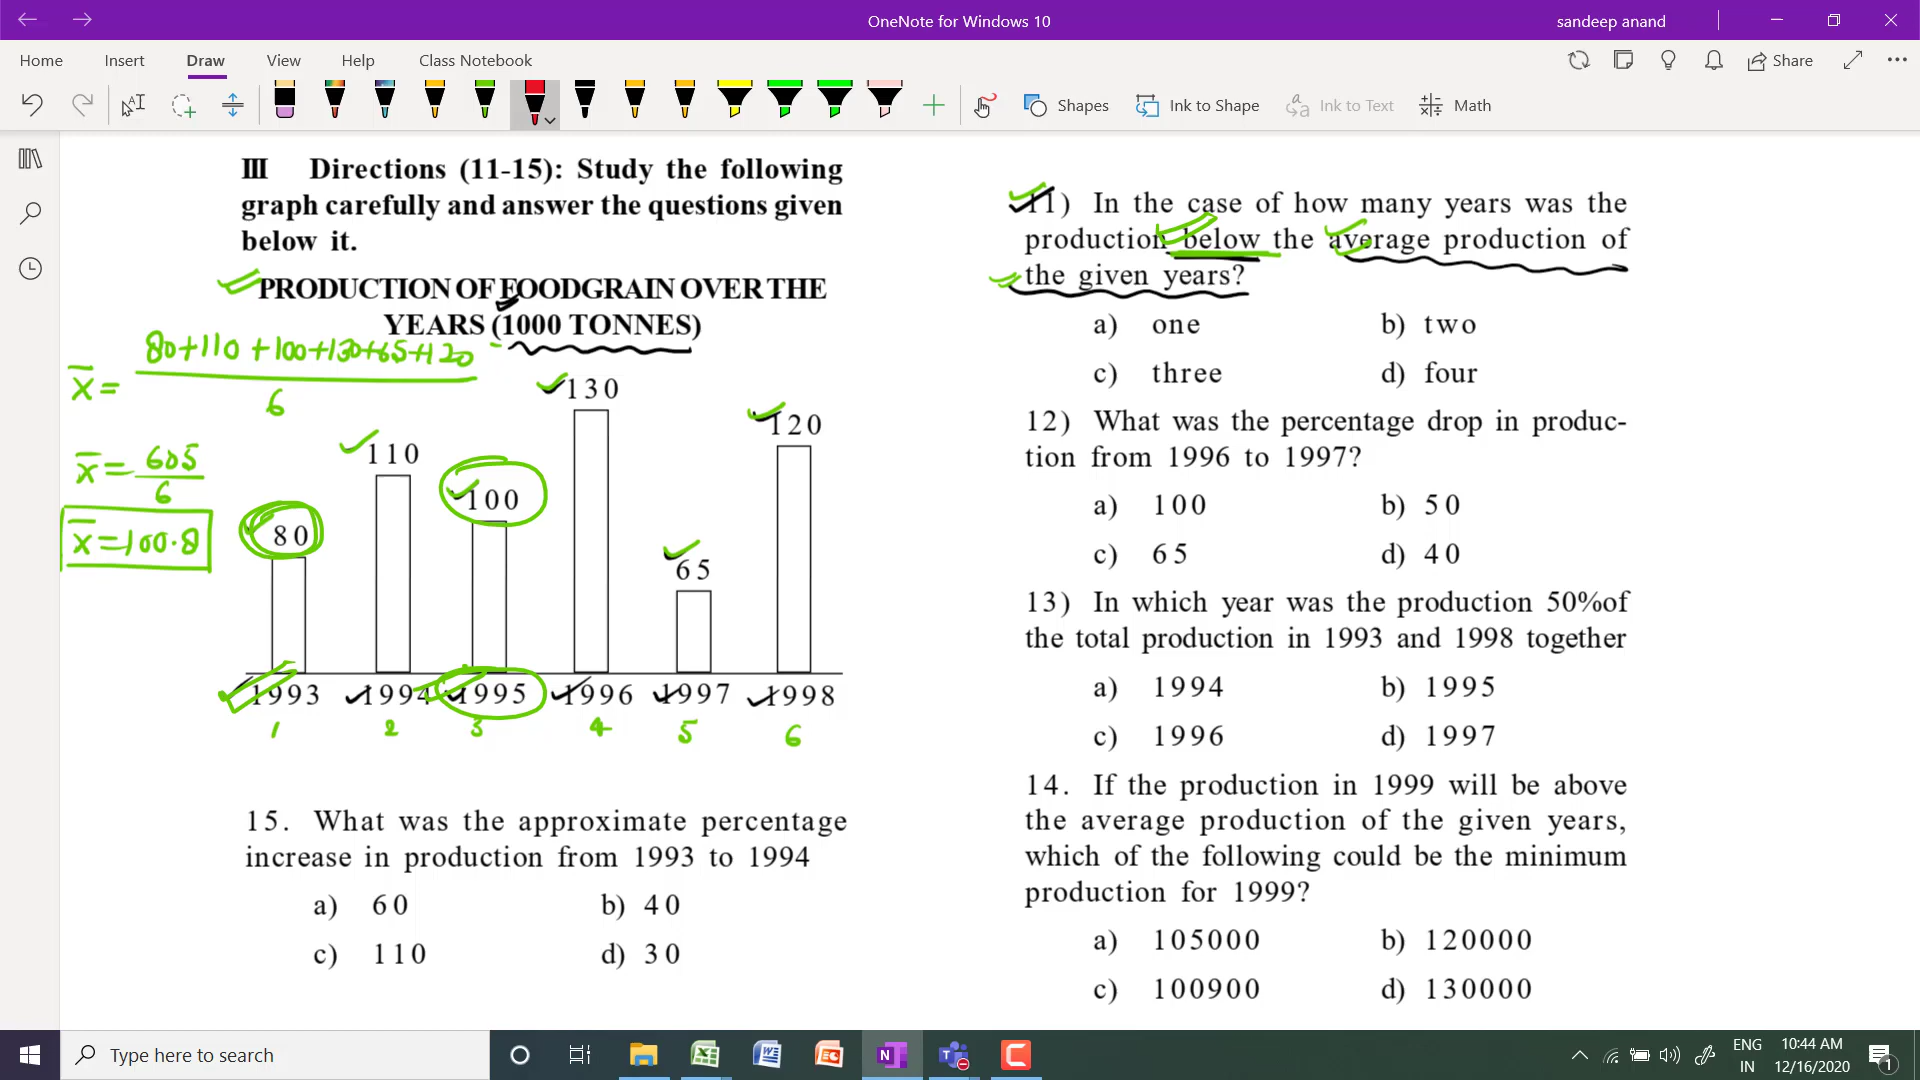 OneNote for Windows 10
sandeep anand
Home Insert Draw View Help Class Notebook
Share
Shapes Ink to Shape Ink to Text Math
III Directions (11-15): Study the following
graph carefully and answer the questions given
below it.
PRODUCTION OF FOODGRAIN OVER THE
YEARS (1000 TONNES)
x̄ = 80+110+100+130+65+120
6
x̄ = 605
6
x̄ = 100.8
80 110 100 130 65 120
1993 1994 1995 1996 1997 1998
1 2 3 4 5 6
15. What was the approximate percentage
increase in production from 1993 to 1994
a) 60 b) 40
c) 110 d) 30
11) In the case of how many years was the
production below the average production of
the given years?
a) one b) two
c) three d) four
12) What was the percentage drop in produc-
tion from 1996 to 1997?
a) 100 b) 50
c) 65 d) 40
13) In which year was the production 50%of
the total production in 1993 and 1998 together
a) 1994 b) 1995
c) 1996 d) 1997
14. If the production in 1999 will be above
the average production of the given years,
which of the following could be the minimum
production for 1999?
a) 105000 b) 120000
c) 100900 d) 130000
Type here to search
ENG
IN
10:44 AM
12/16/2020
1